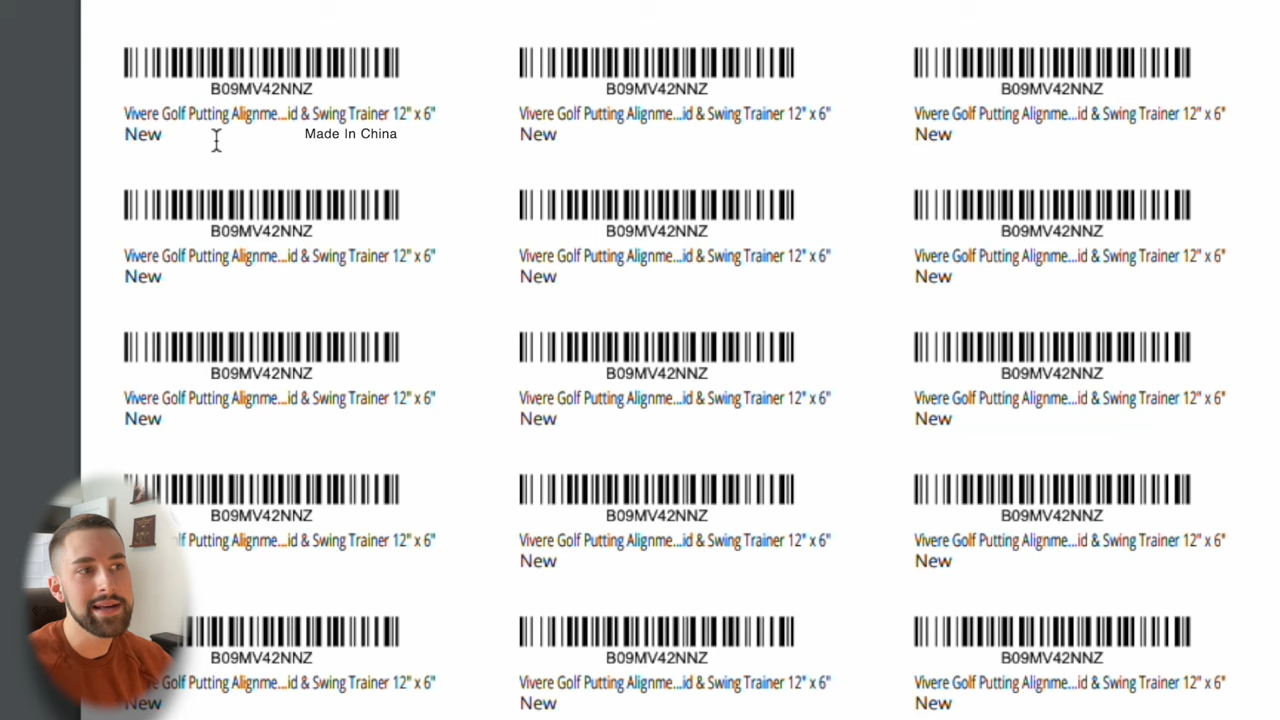 B09MV42NNZ B09MV42NNZ B09MV42NNZ
Vivere Golf Putting Alignme...id & Swing Trainer 12" x 6" Vivere Golf Putting Alignme...id & Swing Trainer 12" x 6" Vivere Golf Putting Alignme...id & Swing Trainer 12" x 6"
New Made In China New New
B09MV42NNZ B09MV42NNZ B09MV42NNZ
Vivere Golf Putting Alignme...id & Swing Trainer 12" x 6" Vivere Golf Putting Alignme...id & Swing Trainer 12" x 6" Vivere Golf Putting Alignme...id & Swing Trainer 12" x 6"
New New New
B09MV42NNZ B09MV42NNZ B09MV42NNZ
Vivere Golf Putting Alignme...id & Swing Trainer 12" x 6" Vivere Golf Putting Alignme...id & Swing Trainer 12" x 6" Vivere Golf Putting Alignme...id & Swing Trainer 12" x 6"
New New New
B09MV42NNZ B09MV42NNZ B09MV42NNZ
Putting Alignme...id & Swing Trainer 12" x 6" Vivere Golf Putting Alignme...id & Swing Trainer 12" x 6" Vivere Golf Putting Alignme...id & Swing Trainer 12" x 6"
New New
B09MV42NNZ B09MV42NNZ B09MV42NNZ
Golf Putting Alignme...id & Swing Trainer 12" x 6" Vivere Golf Putting Alignme...id & Swing Trainer 12" x 6" Vivere Golf Putting Alignme...id & Swing Trainer 12" x 6"
New New New